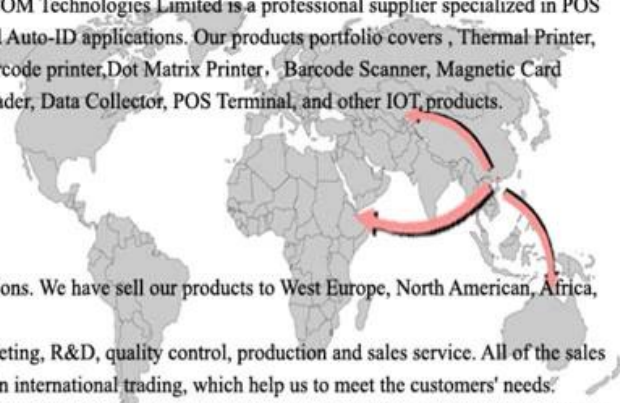 OM Technologies Limited is a professional supplier specialized in POS
Auto-ID applications. Our products portfolio covers , Thermal Printer,
rcode printer,Dot Matrix Printer， Barcode Scanner, Magnetic Card
ader, Data Collector, POS Terminal, and other IOT products.
ons. We have sell our products to West Europe, North American, Africa,
eting, R&D, quality control, production and sales service. All of the sales
n international trading, which help us to meet the customers' needs.